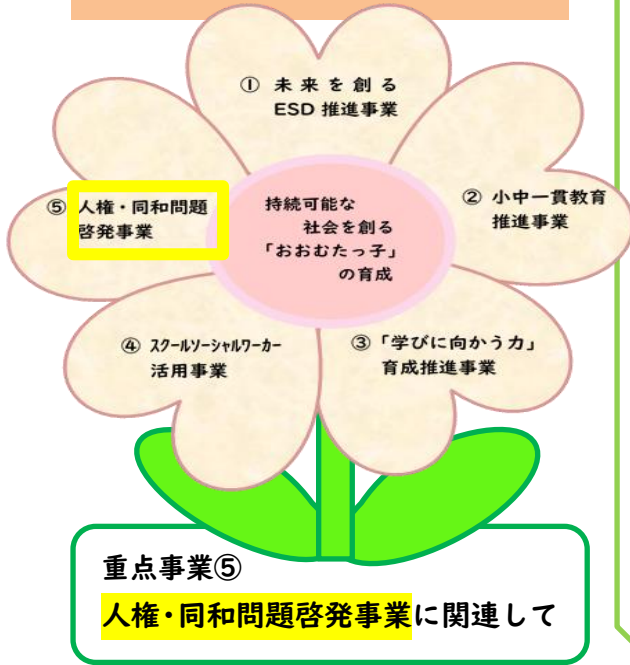 ① 未来を創る
ESD 推進事業
② 小中一貫教育
推進事業
③「学びに向かう力」
育成推進事業
④ ｽｸｰﾙｿｰｼｬﾙﾜｰｶｰ
活用事業
⑤ 人権・同和問題
啓発事業
持続可能な
社会を創る
「おおむたっ子」
の育成
重点事業⑤
人権・同和問題啓発事業に関連して